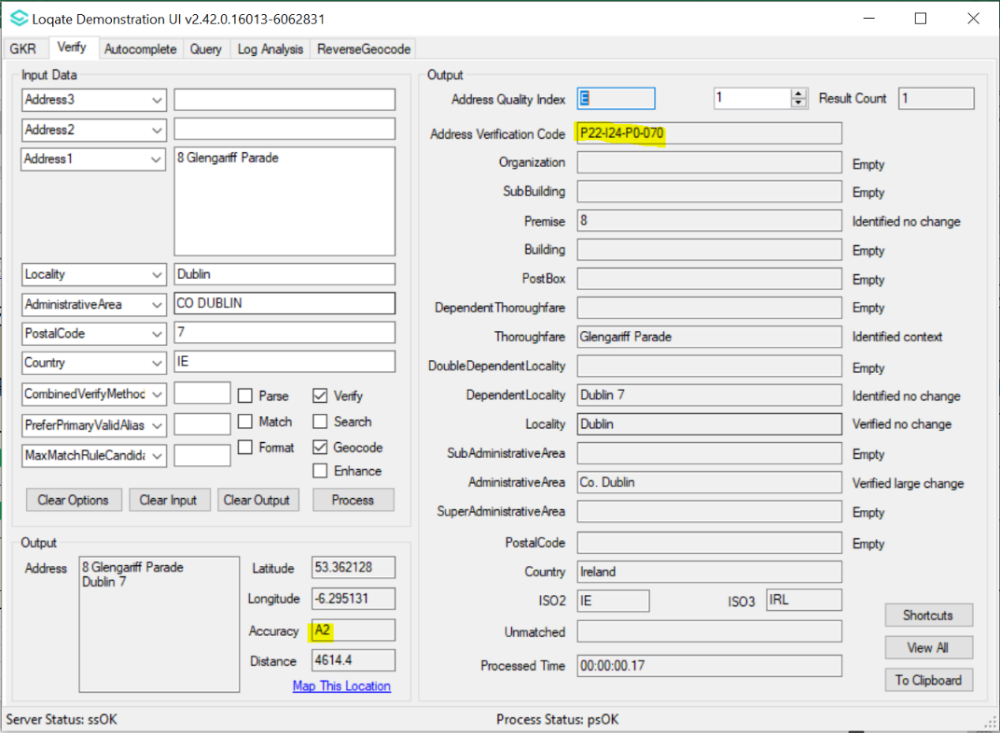 Loqate Demonstration UI v2.42.0.16013-6062831
GKR Verify Autocomplete Query Log Analysis ReverseGeocode
Input Data
Address3
Address2
Address1 8 Glengariff Parade
Locality Dublin
AdministrativeArea CO DUBLIN
PostalCode 7
Country IE
CombinedVerifyMethod Parse Verify
PreferPrimaryValidAlias Match Search
MaxMatchRuleCandida Format Geocode
Enhance
Clear Options Clear Input Clear Output Process
Output
Address 8 Glengariff Parade
Dublin 7
Latitude 53.362128
Longitude -6.295131
Accuracy A2
Distance 4614.4
Map This Location
Output
Address Quality Index E 1 Result Count 1
Address Verification Code P22-I24-P0-070
Organization Empty
SubBuilding Empty
Premise 8 Identified no change
Building Empty
PostBox Empty
DependentThoroughfare Empty
Thoroughfare Glengariff Parade Identified context
DoubleDependentLocality Empty
DependentLocality Dublin 7 Identified no change
Locality Dublin Verified no change
SubAdministrativeArea Empty
AdministrativeArea Co. Dublin Verified large change
SuperAdministrativeArea Empty
PostalCode Empty
Country Ireland
ISO2 IE ISO3 IRL
Unmatched
Processed Time 00:00:00.17
Shortcuts
View All
To Clipboard
Server Status: ssOK Process Status: psOK